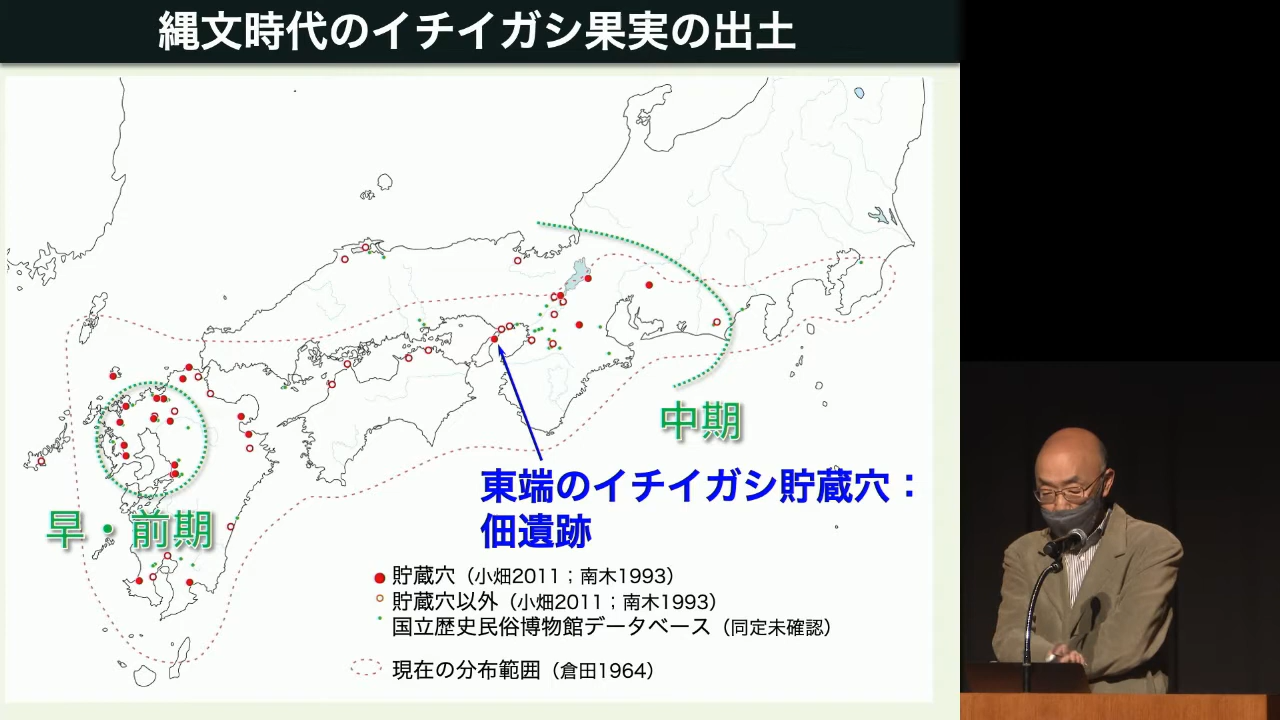 縄文時代のイチイガシ果実の出土
中期
東端のイチイガシ貯蔵穴：
佃遺跡
早・前期
貯蔵穴（小畑2011；南木1993）
貯蔵穴以外（小畑2011；南木1993）
国立歴史民俗博物館データベース（同定未確認）
現在の分布範囲（倉田1964）